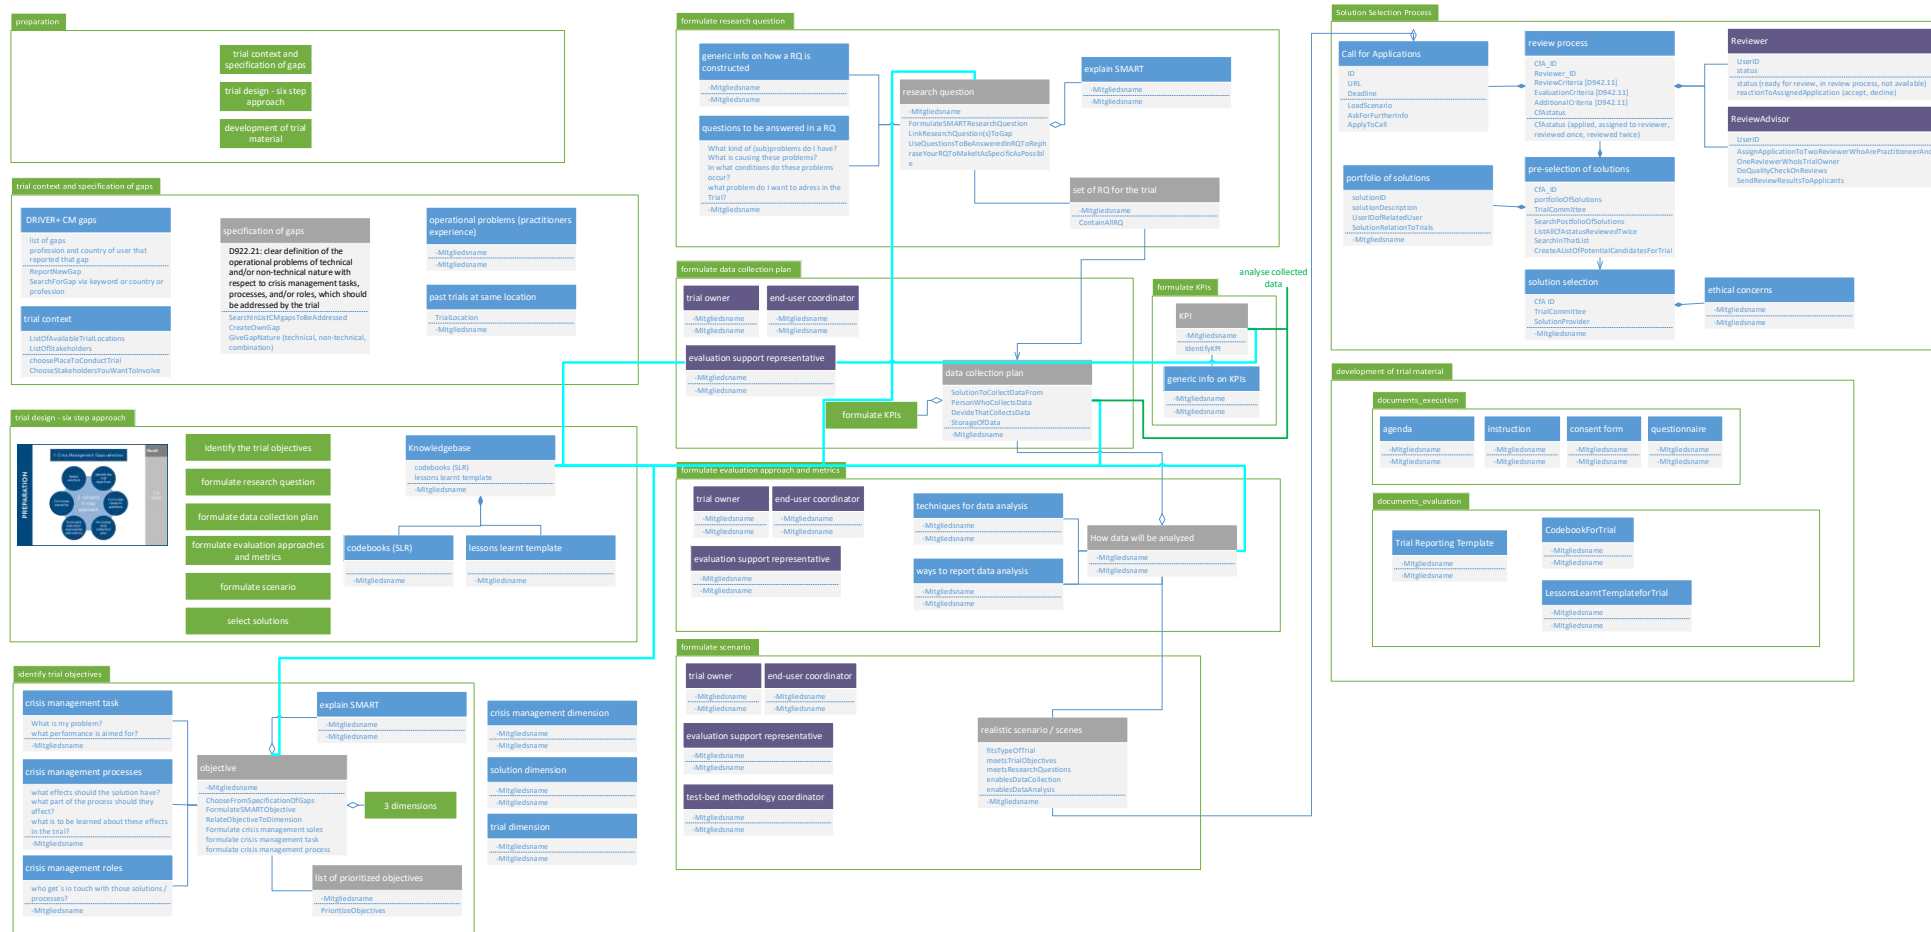 preparation
trial context and
specification of gaps
trial design - six step
approach
development of trial
material
trial context and specification of gaps
DRIVER+ CM gaps
list of gaps
profession and country of user that
reported that gap
ReportNewGap
SearchForGap via keyword or country or
profession
trial context
ListOfAvailableTrialLocations
ListOfStakeholders
choosePlaceToConductTrial
ChooseStakeholdersYouWantToInvolve
specification of gaps
D922.21: clear definition of the
operational problems of technical
and/or non-technical nature with
respect to crisis management tasks,
processes, and/or roles, which should
be addressed by the trial
SearchInListCMgapsToBeAddressed
CreateOwnGap
GiveGapNature (technical, non-technical,
combination)
operational problems (practitioners
experience)
-Mitgliedsname
-Mitgliedsname
past trials at same location
TrialLocation
-Mitgliedsname
trial design - six step approach
PREPARATION
Identify the trial objectives
formulate research question
formulate data collection plan
formulate evaluation approaches
and metrics
formulate scenario
select solutions
Knowledgebase
codebooks (SLR)
lessons learnt template
-Mitgliedsname
codebooks (SLR)
-Mitgliedsname
lessons learnt template
-Mitgliedsname
identify trial objectives
crisis management task
What is my problem?
what performance is aimed for?
-Mitgliedsname
crisis management processes
what effects should the solution have?
what part of the process should they
affect?
what is to be learned about these effects
in the trial?
-Mitgliedsname
crisis management roles
who get´s in touch with those solutions /
processes?
-Mitgliedsname
explain SMART
-Mitgliedsname
-Mitgliedsname
objective
-Mitgliedsname
ChooseFromSpecificationOfGaps
FormulateSMARTObjective
RelateObjectiveToDimension
Formulate crisis management soles
formulate crisis management task
formulate crisis management process
3 dimensions
list of prioritized objectives
-Mitgliedsname
PrioritizeObjectives
crisis management dimension
-Mitgliedsname
-Mitgliedsname
solution dimension
-Mitgliedsname
-Mitgliedsname
trial dimension
-Mitgliedsname
-Mitgliedsname
formulate research question
generic info on how a RQ is
constructed
-Mitgliedsname
-Mitgliedsname
questions to be answered in a RQ
What kind of (sub)problems do I have?
What is causing these problems?
In what conditions do these problems
occur?
what problem do I want to adress in the
Trial?
-Mitgliedsname
research question
-Mitgliedsname
FormulateSMARTResearchQuestion
LinkResearchQuestion(s)ToGap
UseQuestionsToBeAnsweredInRQToReph
raseYourRQToMakeItAsSpecificAsPossibl
e
explain SMART
-Mitgliedsname
-Mitgliedsname
set of RQ for the trial
-Mitgliedsname
ContainAllRQ
formulate data collection plan
trial owner
-Mitgliedsname
-Mitgliedsname
end-user coordinator
-Mitgliedsname
-Mitgliedsname
evaluation support representative
-Mitgliedsname
-Mitgliedsname
formulate KPIs
data collection plan
SolutionToCollectDataFrom
PersonWhoCollectsData
DevideThatCollectsData
StorageOfData
-Mitgliedsname
formulate KPIs
KPI
-Mitgliedsname
IdentifyKPI
generic info on KPIs
-Mitgliedsname
-Mitgliedsname
analyse collected
data
formulate evaluation approach and metrics
trial owner
-Mitgliedsname
-Mitgliedsname
end-user coordinator
-Mitgliedsname
-Mitgliedsname
evaluation support representative
-Mitgliedsname
-Mitgliedsname
techniques for data analysis
-Mitgliedsname
-Mitgliedsname
ways to report data analysis
-Mitgliedsname
-Mitgliedsname
How data will be analyzed
-Mitgliedsname
-Mitgliedsname
formulate scenario
trial owner
-Mitgliedsname
-Mitgliedsname
end-user coordinator
-Mitgliedsname
-Mitgliedsname
evaluation support representative
-Mitgliedsname
-Mitgliedsname
test-bed methodology coordinator
-Mitgliedsname
-Mitgliedsname
realistic scenario / scenes
fitsTypeOfTrial
meetsTrialObjectives
meetsResearchQuestions
enablesDataCollection
enablesDataAnalysis
-Mitgliedsname
Solution Selection Process
Call for Applications
ID
URL
Deadline
LoadScenario
AskForFurtherInfo
ApplyToCall
review process
CfA_ID
Reviewer_ID
ReviewCriteria [D942.11]
EvaluationCriteria [D942.11]
AdditionalCriteria [D942.11]
CfAstatus
CfAstatus (applied, assigned to reviewer,
reviewed once, reviewed twice)
Reviewer
UserID
status
status (ready for review, in review process, not available)
reactionToAssignedApplication (accept, decline)
ReviewAdvisor
UserID
AssignApplicationToTwoReviewerWhoArePractitioneerAnd
OneReviewerWhoIsTrialOwner
DoQualityCheckOnReviews
SendReviewResultsToApplicants
portfolio of solutions
solutionID
solutionDescription
UserIDofRelatedUser
SolutionRelationToTrials
-Mitgliedsname
pre-selection of solutions
CfA_ID
portfolioOfSolutions
TrialCommittee
SearchPostfolioOfSolutions
ListAllCfAstatusReviewedTwice
SearchInThatList
CreateAListOfPotentialCandidatesForTrial
solution selection
CfA ID
TrialCommittee
SolutionProvider
-Mitgliedsname
ethical concerns
-Mitgliedsname
-Mitgliedsname
development of trial material
documents_execution
agenda
-Mitgliedsname
-Mitgliedsname
instruction
-Mitgliedsname
-Mitgliedsname
consent form
-Mitgliedsname
-Mitgliedsname
questionnaire
-Mitgliedsname
-Mitgliedsname
documents_evaluation
Trial Reporting Template
-Mitgliedsname
-Mitgliedsname
CodebookForTrial
-Mitgliedsname
-Mitgliedsname
LessonsLearntTemplateforTrial
-Mitgliedsname
-Mitgliedsname